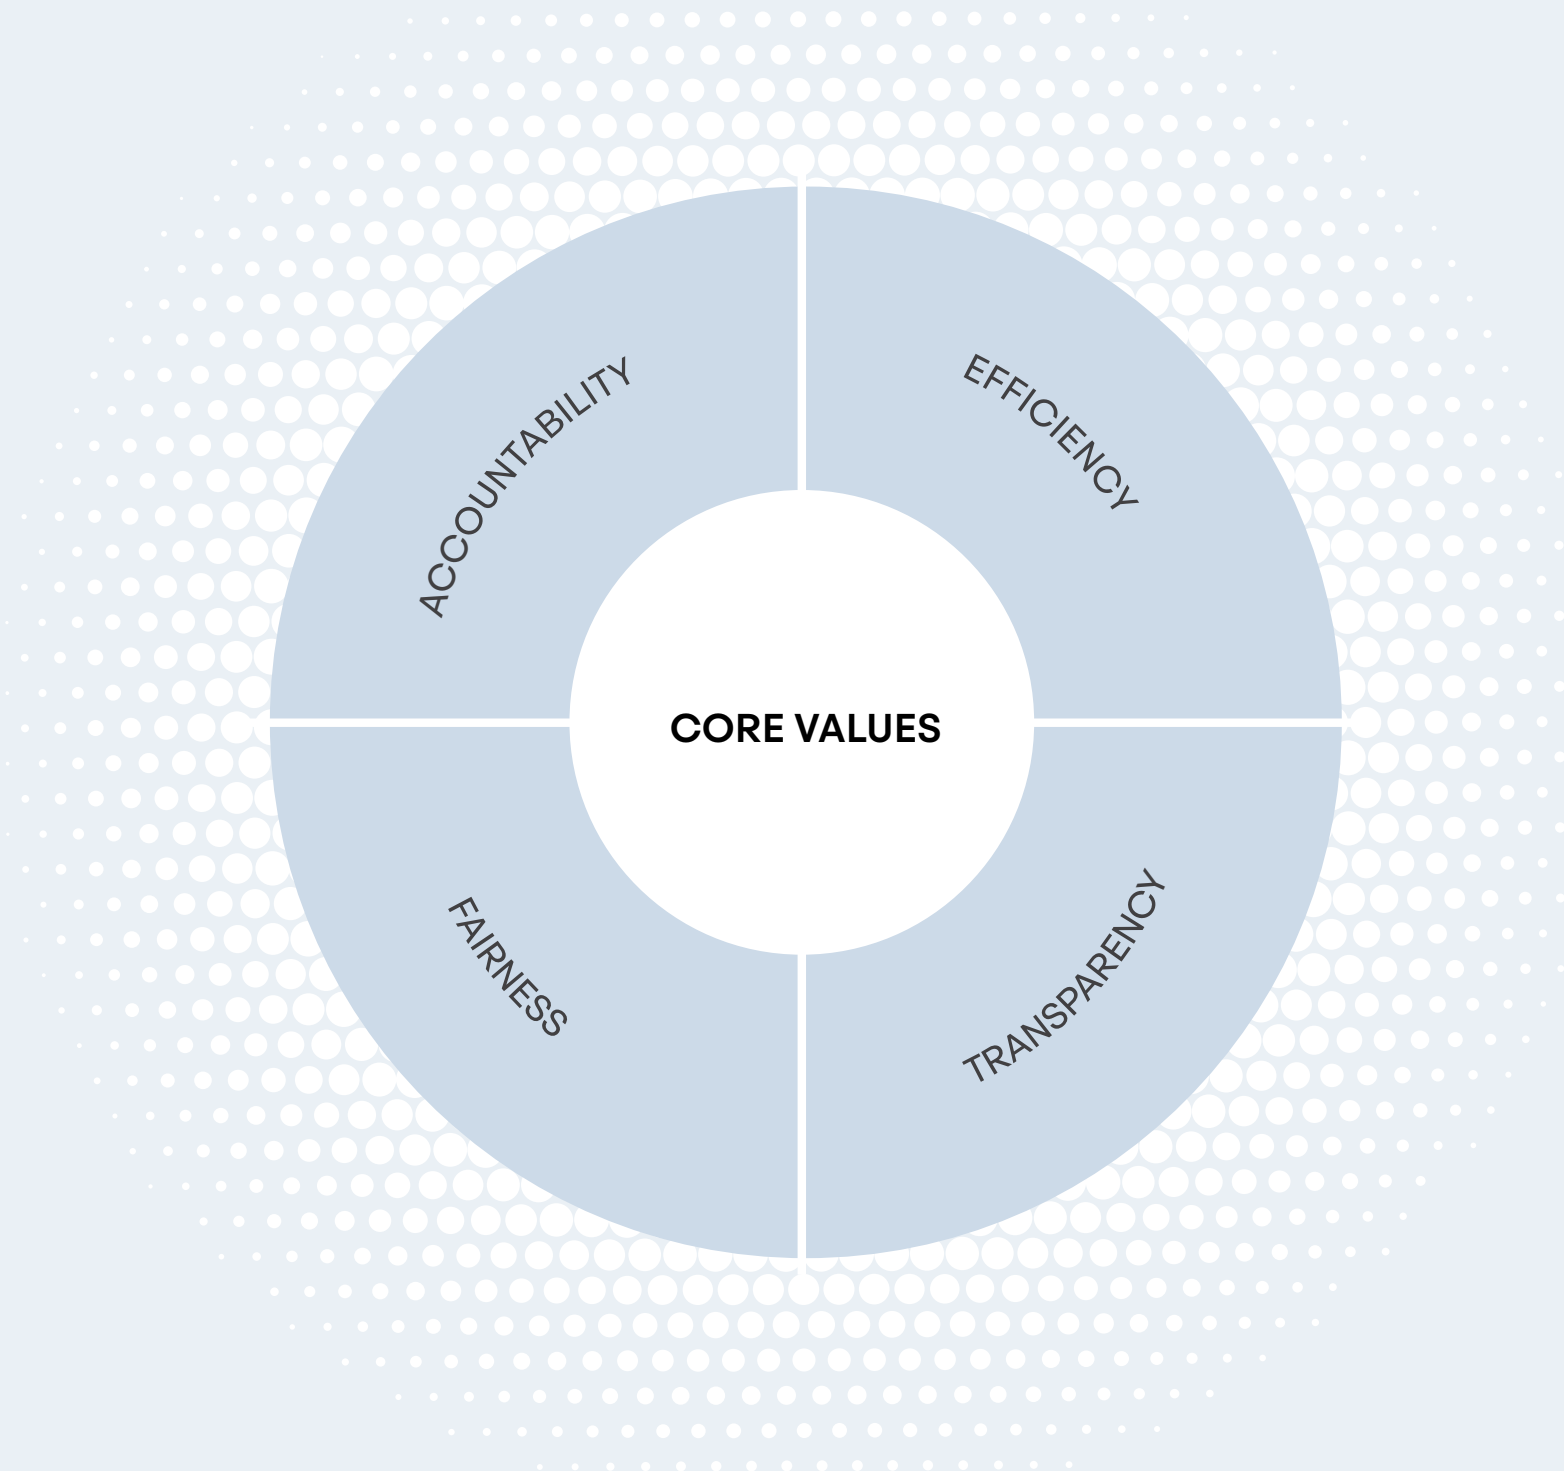 ACCOUNTABILITY
EFFICIENCY
CORE VALUES
FAIRNESS
TRANSPARENCY